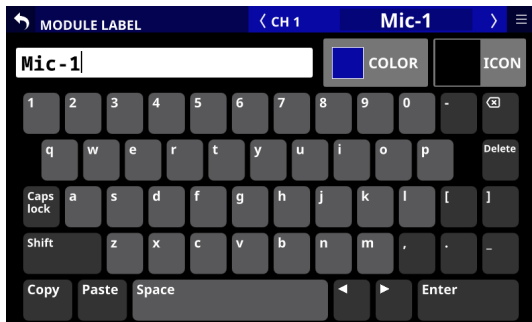 MODULE LABEL CH 1 Mic-1
Mic-1 COLOR ICON
1 2 3 4 5 6 7 8 9 0 -
q w e r t y u i o p Delete
Caps lock a s d f g h j k l [ ]
Shift z x c v b n m , . _
Copy Paste Space ◀ ▶ Enter